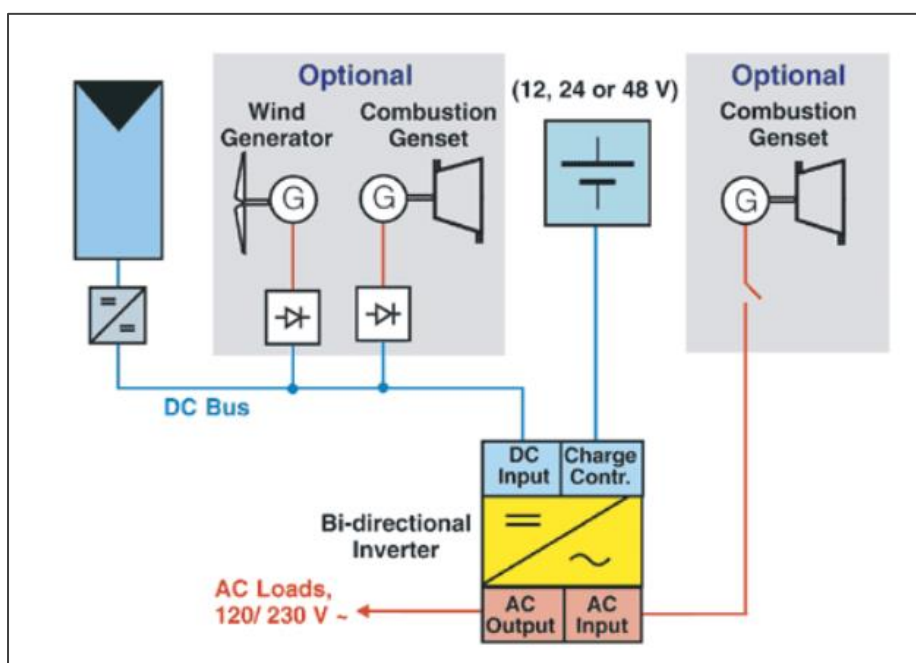 Optional
Wind
Generator
Combustion
Genset
(12, 24 or 48 V)
Optional
Combustion
Genset
G
G
G
DC Bus
DC
Input
Charge
Contr.
Bi-directional
Inverter
AC Loads,
120/ 230 V ~
AC
Output
AC
Input